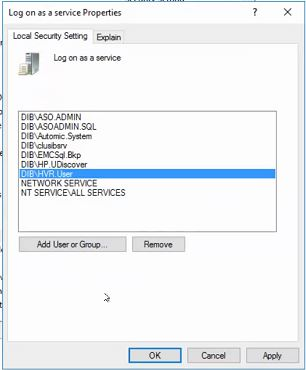 Log on as a service Properties
? ×
Local Security Setting
Explain
Log on as a service
DIB\ASO.ADMIN
DIB\ASOADMIN.SQL
DIB\Automic.System
DIB\clusibsrv
DIB\EMCSql.Bkp
DIB\HP.UDiscover
DIB\HVR.User
NETWORK SERVICE
NT SERVICE\ALL SERVICES
Add User or Group...
Remove
OK
Cancel
Apply